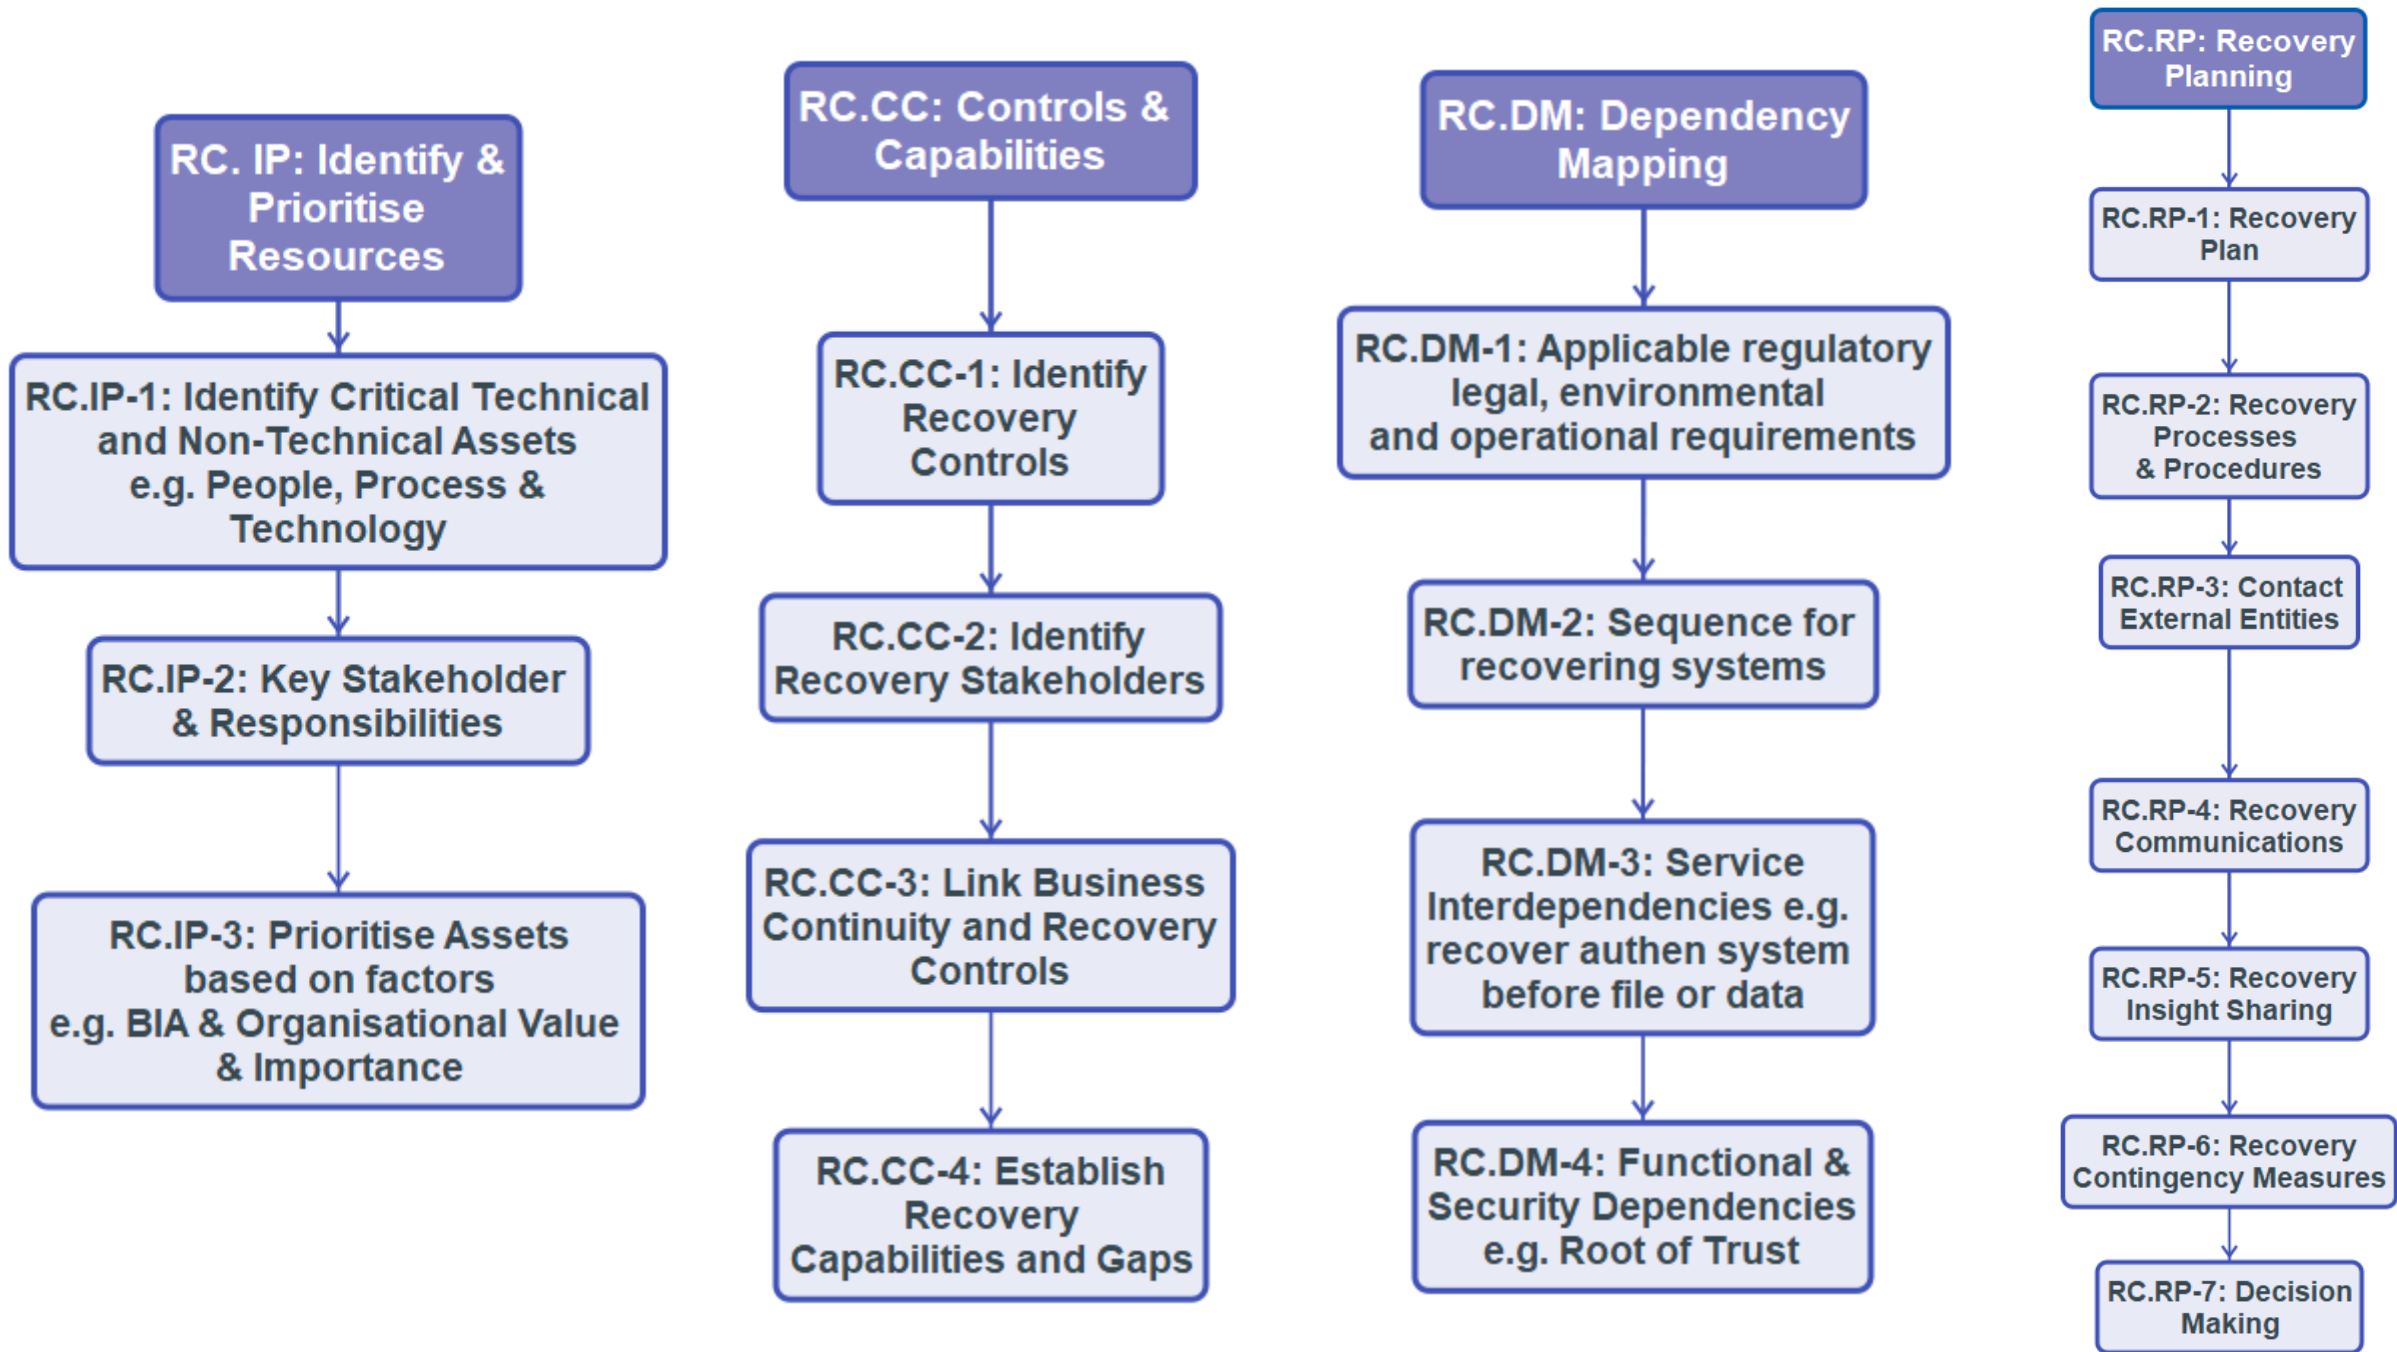 RC. IP: Identify &
Prioritise
Resources
RC.IP-1: Identify Critical Technical
and Non-Technical Assets
e.g. People, Process &
Technology
RC.IP-2: Key Stakeholder
& Responsibilities
RC.IP-3: Prioritise Assets
based on factors
e.g. BIA & Organisational Value
& Importance
RC.CC: Controls &
Capabilities
RC.CC-1: Identify
Recovery
Controls
RC.CC-2: Identify
Recovery Stakeholders
RC.CC-3: Link Business
Continuity and Recovery
Controls
RC.CC-4: Establish
Recovery
Capabilities and Gaps
RC.DM: Dependency
Mapping
RC.DM-1: Applicable regulatory
legal, environmental
and operational requirements
RC.DM-2: Sequence for
recovering systems
RC.DM-3: Service
Interdependencies e.g.
recover authen system
before file or data
RC.DM-4: Functional &
Security Dependencies
e.g. Root of Trust
RC.RP: Recovery
Planning
RC.RP-1: Recovery
Plan
RC.RP-2: Recovery
Processes
& Procedures
RC.RP-3: Contact
External Entities
RC.RP-4: Recovery
Communications
RC.RP-5: Recovery
Insight Sharing
RC.RP-6: Recovery
Contingency Measures
RC.RP-7: Decision
Making